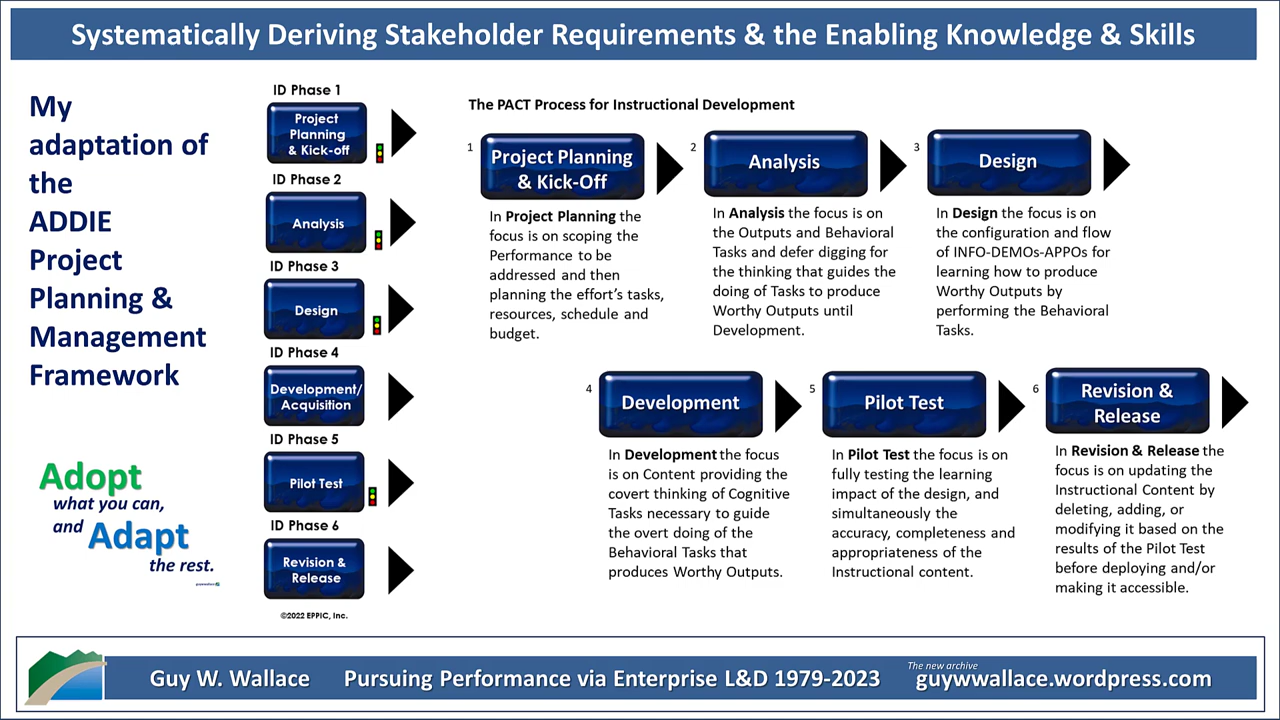 Systematically Deriving Stakeholder Requirements & the Enabling Knowledge & Skills
My
adaptation of
the
ADDIE
Project
Planning &
Management
Framework
Adopt
what you can,
and Adapt
the rest.
ID Phase 1
Project
Planning
& Kick-off
ID Phase 2
Analysis
ID Phase 3
Design
ID Phase 4
Development/
Acquisition
ID Phase 5
Pilot Test
ID Phase 6
Revision &
Release
©2022 EPPIC, Inc.
The PACT Process for Instructional Development
1
Project Planning
& Kick-Off
In Project Planning the
focus is on scoping the
Performance to be
addressed and then
planning the effort's tasks,
resources, schedule and
budget.
2
Analysis
In Analysis the focus is on
the Outputs and Behavioral
Tasks and defer digging for
the thinking that guides the
doing of Tasks to produce
Worthy Outputs until
Development.
3
Design
In Design the focus is on
the configuration and flow
of INFO-DEMOs-APPOs for
learning how to produce
Worthy Outputs by
performing the Behavioral
Tasks.
4
Development
In Development the focus
is on Content providing the
covert thinking of Cognitive
Tasks necessary to guide
the overt doing of the
Behavioral Tasks that
produces Worthy Outputs.
5
Pilot Test
In Pilot Test the focus is on
fully testing the learning
impact of the design, and
simultaneously the
accuracy, completeness and
appropriateness of the
Instructional content.
6
Revision &
Release
In Revision & Release the
focus is on updating the
Instructional Content by
deleting, adding, or
modifying it based on the
results of the Pilot Test
before deploying and/or
making it accessible.
Guy W. Wallace
Pursuing Performance via Enterprise L&D 1979-2023
The new archive
guywwallace.wordpress.com